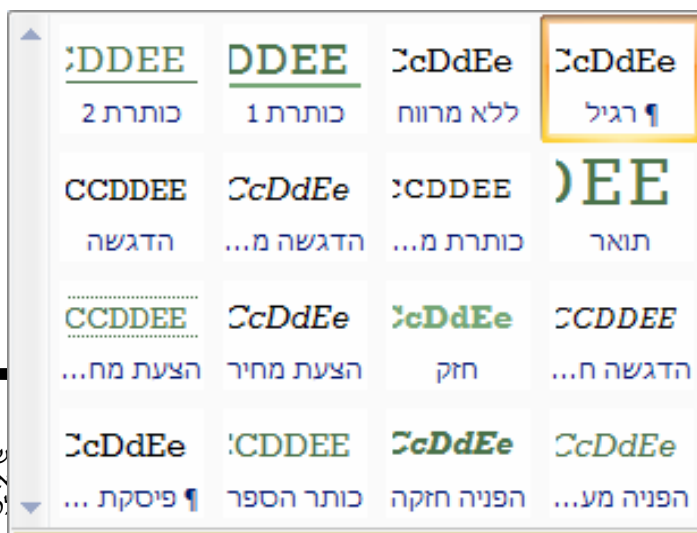 CcDdEe CcDdEe DDEE CDDEE
¶ רגיל ללא מרווח כותרת 1 כותרת 2
DEE CCDDEE CcDdEe CCDDEE
תואר כותרת מ... הדגשה מ... הדגשה
CCDDEE CcDdEe CcDdEe CCDDEE
הדגשה ח... חזק הצעת מחיר הצעת מח...
CcDdEe CcDdEe CCDDEE CcDdEe
הפניה מע... הפניה חזקה כותר הספר ¶ פיסקת ...